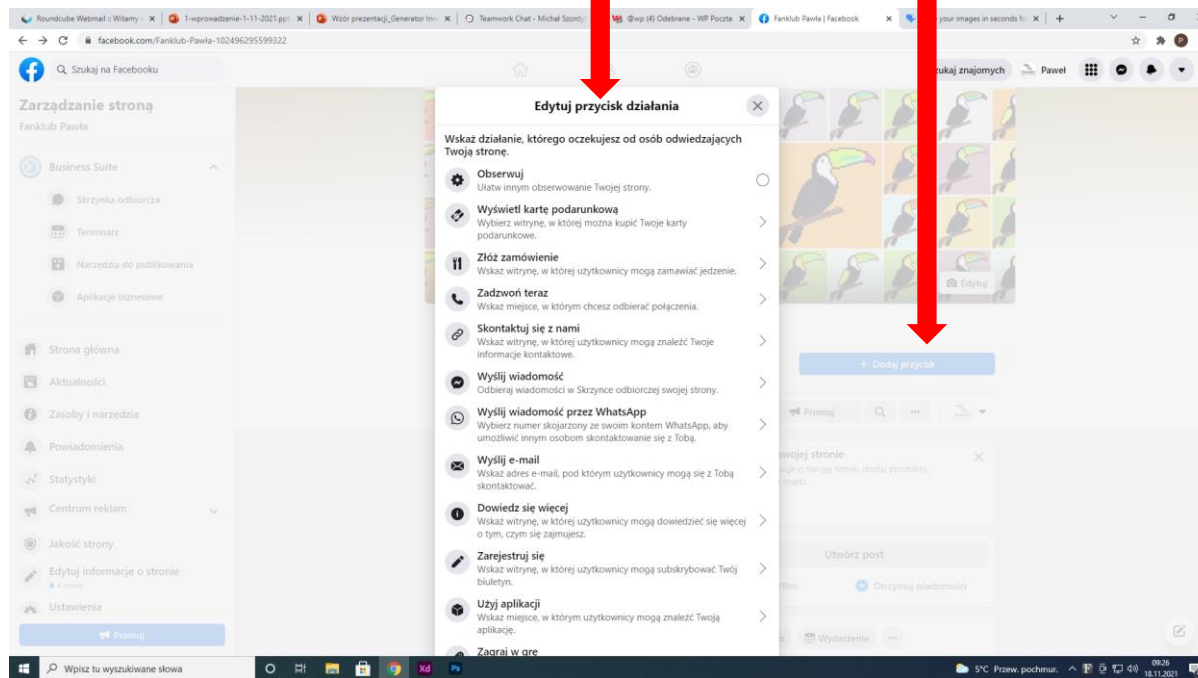 Roundcube Webmail :: Witamy
1-wprowadzenie-1-11-2021.ppt
Wzór prezentacji_Generator Inn
Teamwork Chat - Michał Szordy
(4) Odebrane - WP Poczta
Fanklub Pawła | Facebook
your images in seconds f
facebook.com/Fanklub-Pawła-102496295599322
Szukaj na Facebooku
znajomych
Paweł
Zarządzanie stroną
Fanklub Pawła
Business Suite
Skrzynka odbiorcza
Terminarz
Narzędzia do publikowania
Aplikacje biznesowe
Strona główna
Aktualności
Zasoby i narzędzia
Powiadomienia
Statystyki
Centrum reklam
Jakość strony
Edytuj informacje o stronie
Ustawienia
Promuj
Edytuj przycisk działania
Wskaż działanie, którego oczekujesz od osób odwiedzających
Twoją stronę.
Obserwuj
Ułatw innym obserwowanie Twojej strony.
Wyświetl kartę podarunkową
Wybierz witrynę, w której można kupić Twoje karty
podarunkowe.
Złóż zamówienie
Wskaż witrynę, w której użytkownicy mogą zamawiać jedzenie.
Zadzwoń teraz
Wskaż miejsce, w którym chcesz odbierać połączenia.
Skontaktuj się z nami
Wskaż witrynę, w której użytkownicy mogą znaleźć Twoje
informacje kontaktowe.
Wyślij wiadomość
Odbieraj wiadomości w Skrzynce odbiorczej swojej strony.
Wyślij wiadomość przez WhatsApp
Wybierz numer skojarzony ze swoim kontem WhatsApp, aby
umożliwić innym osobom skontaktowanie się z Tobą.
Wyślij e-mail
Wskaż adres e-mail, pod którym użytkownicy mogą się z Tobą
skontaktować.
Dowiedz się więcej
Wskaż witrynę, w której użytkownicy mogą dowiedzieć się więcej
o tym, czym się zajmujesz.
Zarejestruj się
Wskaż witrynę, w której użytkownicy mogą subskrybować Twój
biuletyn.
Użyj aplikacji
Wskaż miejsce, w którym użytkownicy mogą znaleźć Twoją
aplikację.
Zagraj w grę
Edytuj
+ Dodaj przycisk
Promuj
swojej stronie
o swojej firmie, dodaj produkty,
marki.
Utwórz post
film
Otrzymuj wiadomości
Wydarzenie
Wpisz tu wyszukiwane słowa
Xd
Ps
5°C Przew. pochmur.
09:26
18.11.2021